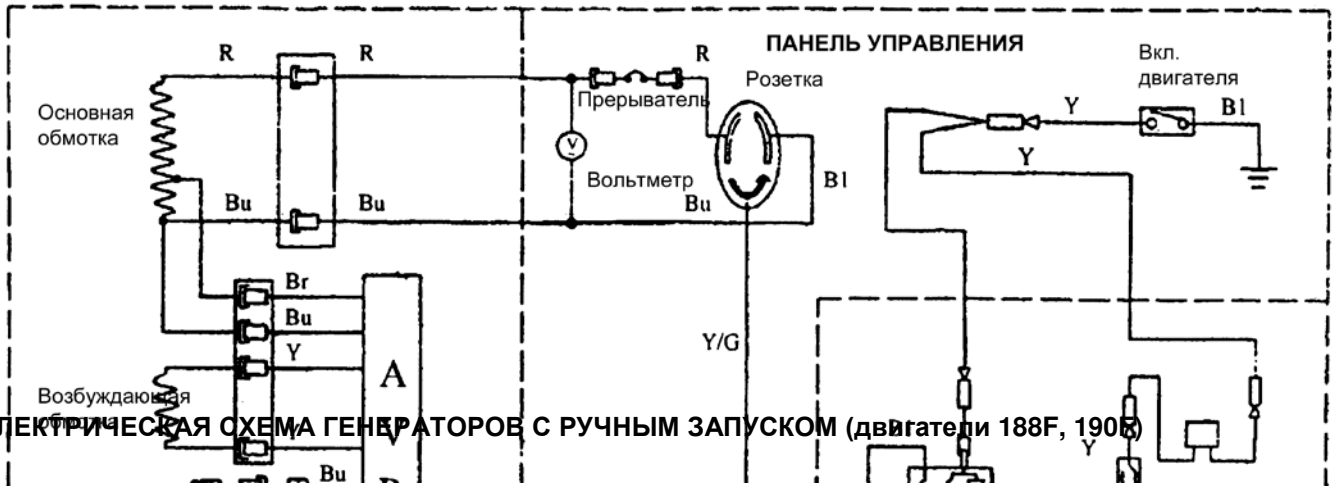 ПАНЕЛЬ УПРАВЛЕНИЯ
R
R
R
Розетка
Вкл.
двигателя
Основная
обмотка
Прерыватель
Y
Bl
V
Y
Вольтметр
Bl
Bu
Bu
Bu
Br
Bu
Y
Y/G
A
Возбуждающая
ЛЕКТРИЧЕСКАЯ СХЕМА ГЕНЕРАТОРОВ С РУЧНЫМ ЗАПУСКОМ (двигатели 188F, 190F)
V
Y
Bu